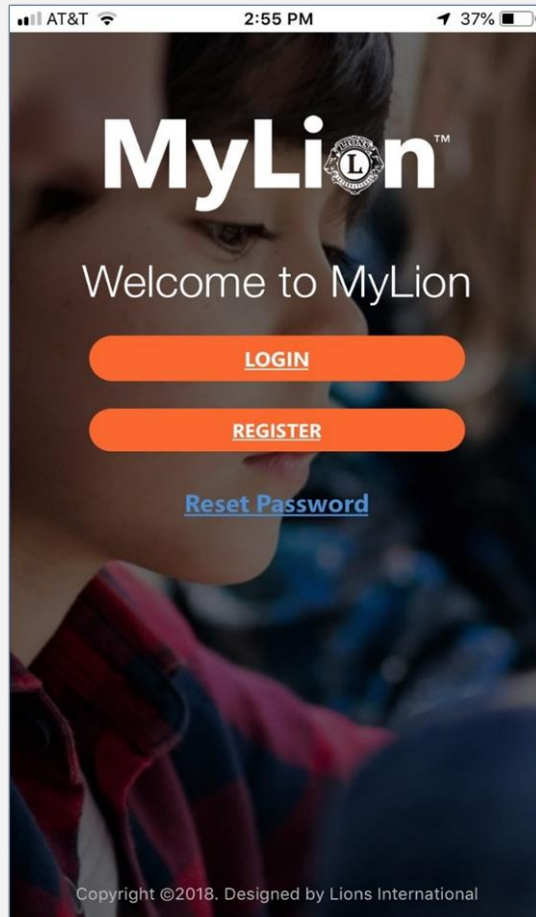 AT&T 2:55 PM 37%
MyLion™
Welcome to MyLion
LOGIN
REGISTER
Reset Password
Copyright ©2018. Designed by Lions International